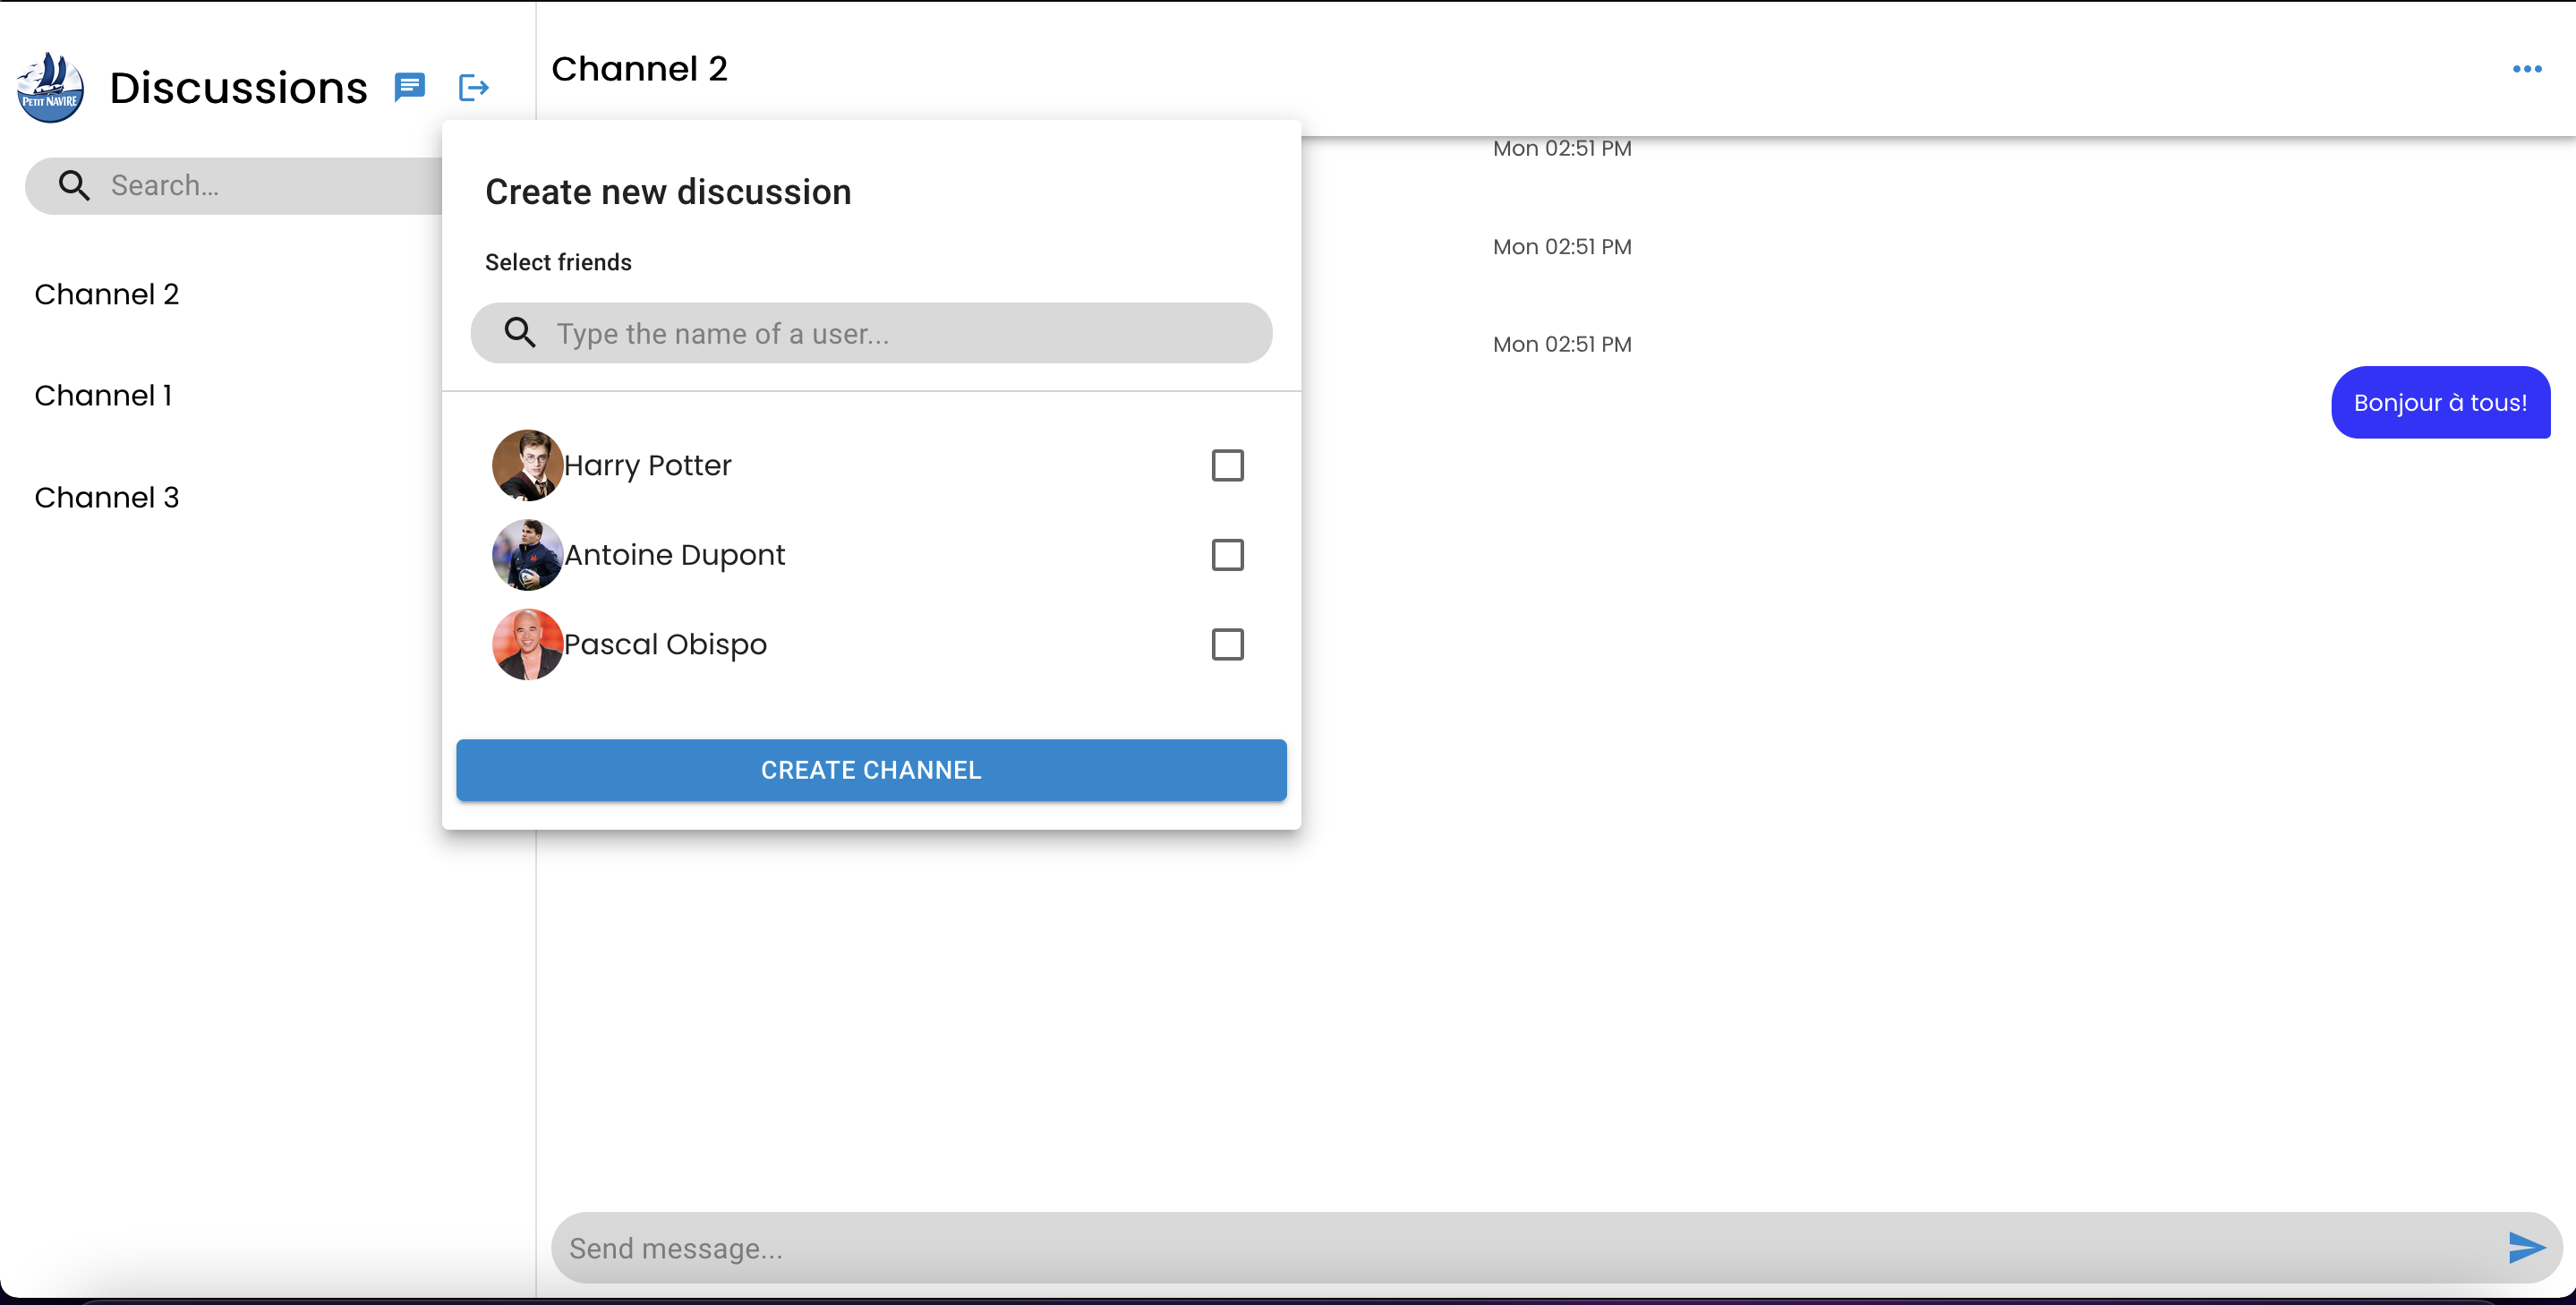 PETIT NAVIRE
Discussions
Search…
Channel 2
Channel 1
Channel 3
Channel 2
Create new discussion
Select friends
Type the name of a user...
Harry Potter
Antoine Dupont
Pascal Obispo
CREATE CHANNEL
Mon 02:51 PM
Mon 02:51 PM
Mon 02:51 PM
Bonjour à tous!
Send message...